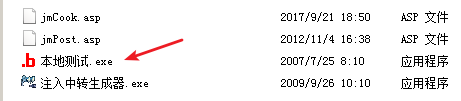 jmCook.asp 2017/9/21 18:50 ASP 文件
jmPost.asp 2012/11/4 16:38 ASP 文件
本地测试.exe 2007/7/25 8:10 应用程序
注入中转生成器.exe 2009/9/26 10:10 应用程序